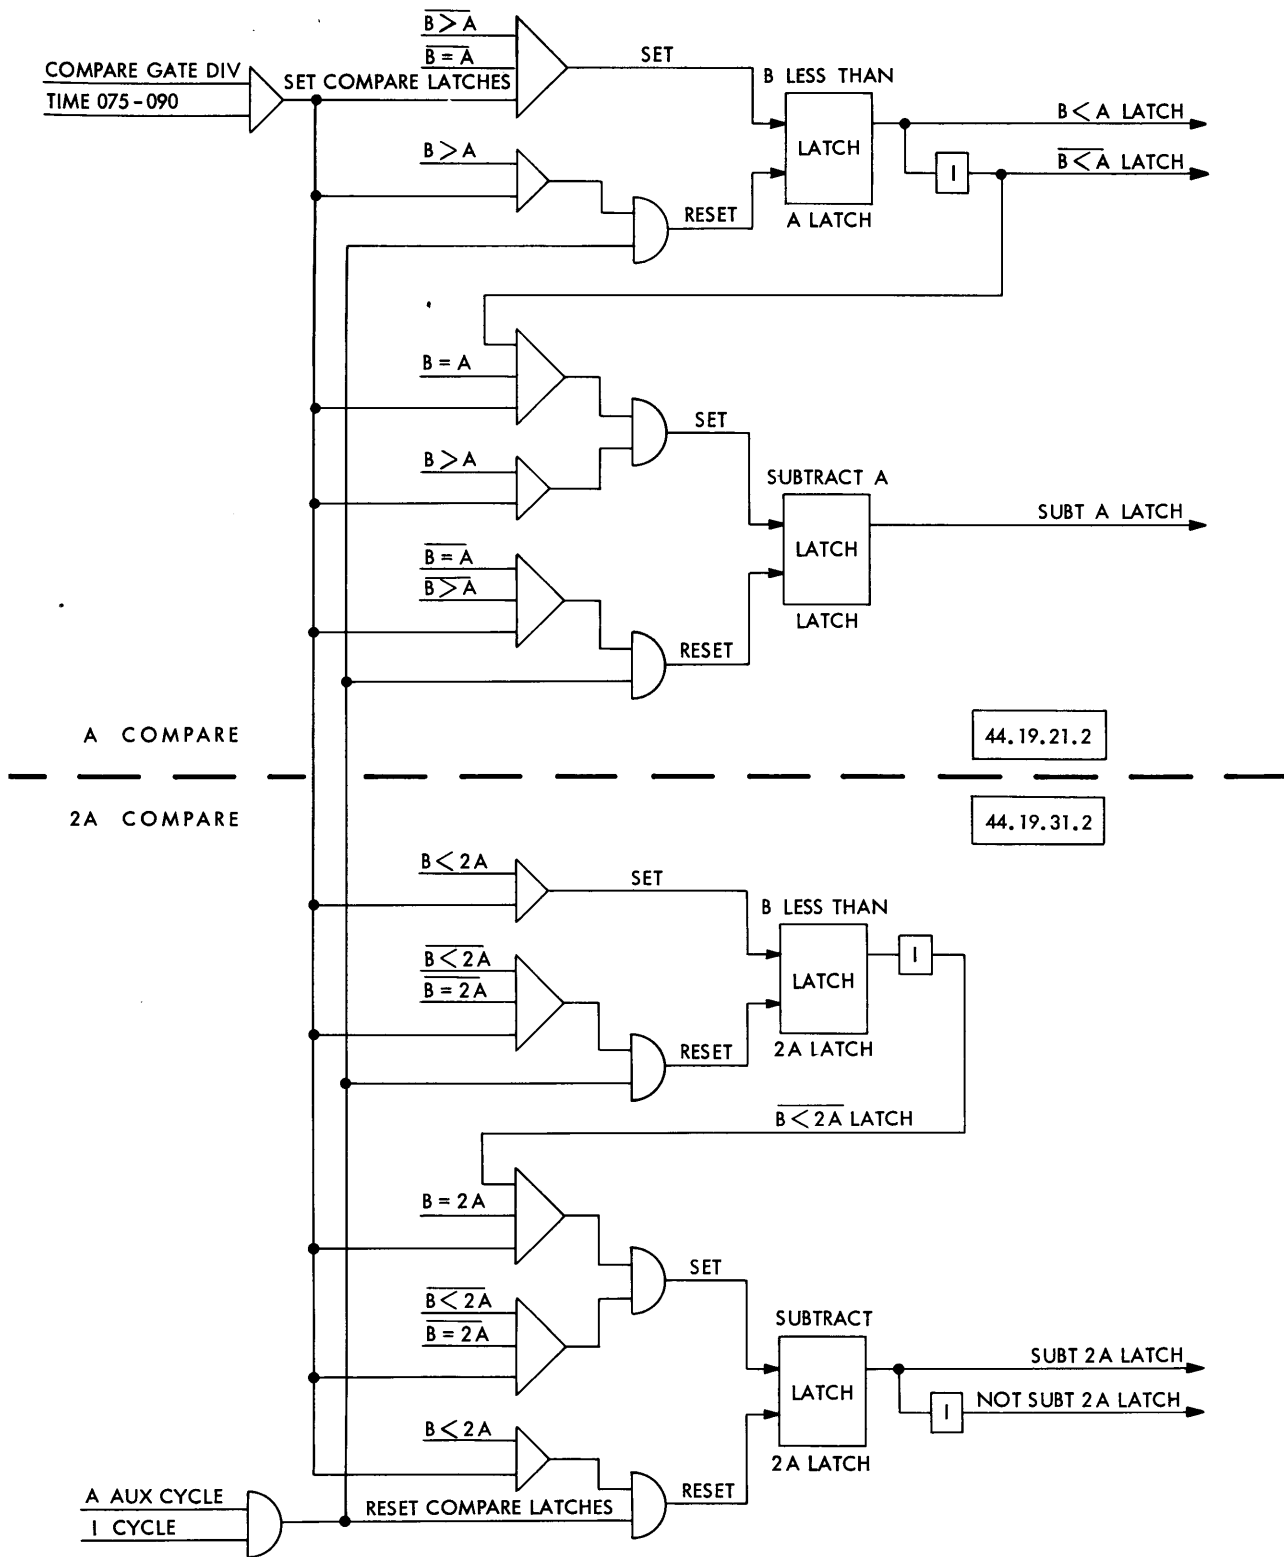 B>A
B=A
COMPARE GATE DIV
TIME 075-090
SET COMPARE LATCHES
SET
B LESS THAN
LATCH
A LATCH
B<A LATCH
B<A LATCH
I
B>A
RESET
B=A
SET
B>A
SUBTRACT A
LATCH
LATCH
SUBT A LATCH
B=A
B>A
RESET
A COMPARE
44.19.21.2
2A COMPARE
44.19.31.2
B<2A
SET
B LESS THAN
LATCH
2A LATCH
I
B<2A
B=2A
RESET
B<2A LATCH
B=2A
SET
B<2A
B=2A
SUBTRACT
LATCH
2A LATCH
SUBT 2A LATCH
I
NOT SUBT 2A LATCH
B<2A
RESET
A AUX CYCLE
I CYCLE
RESET COMPARE LATCHES